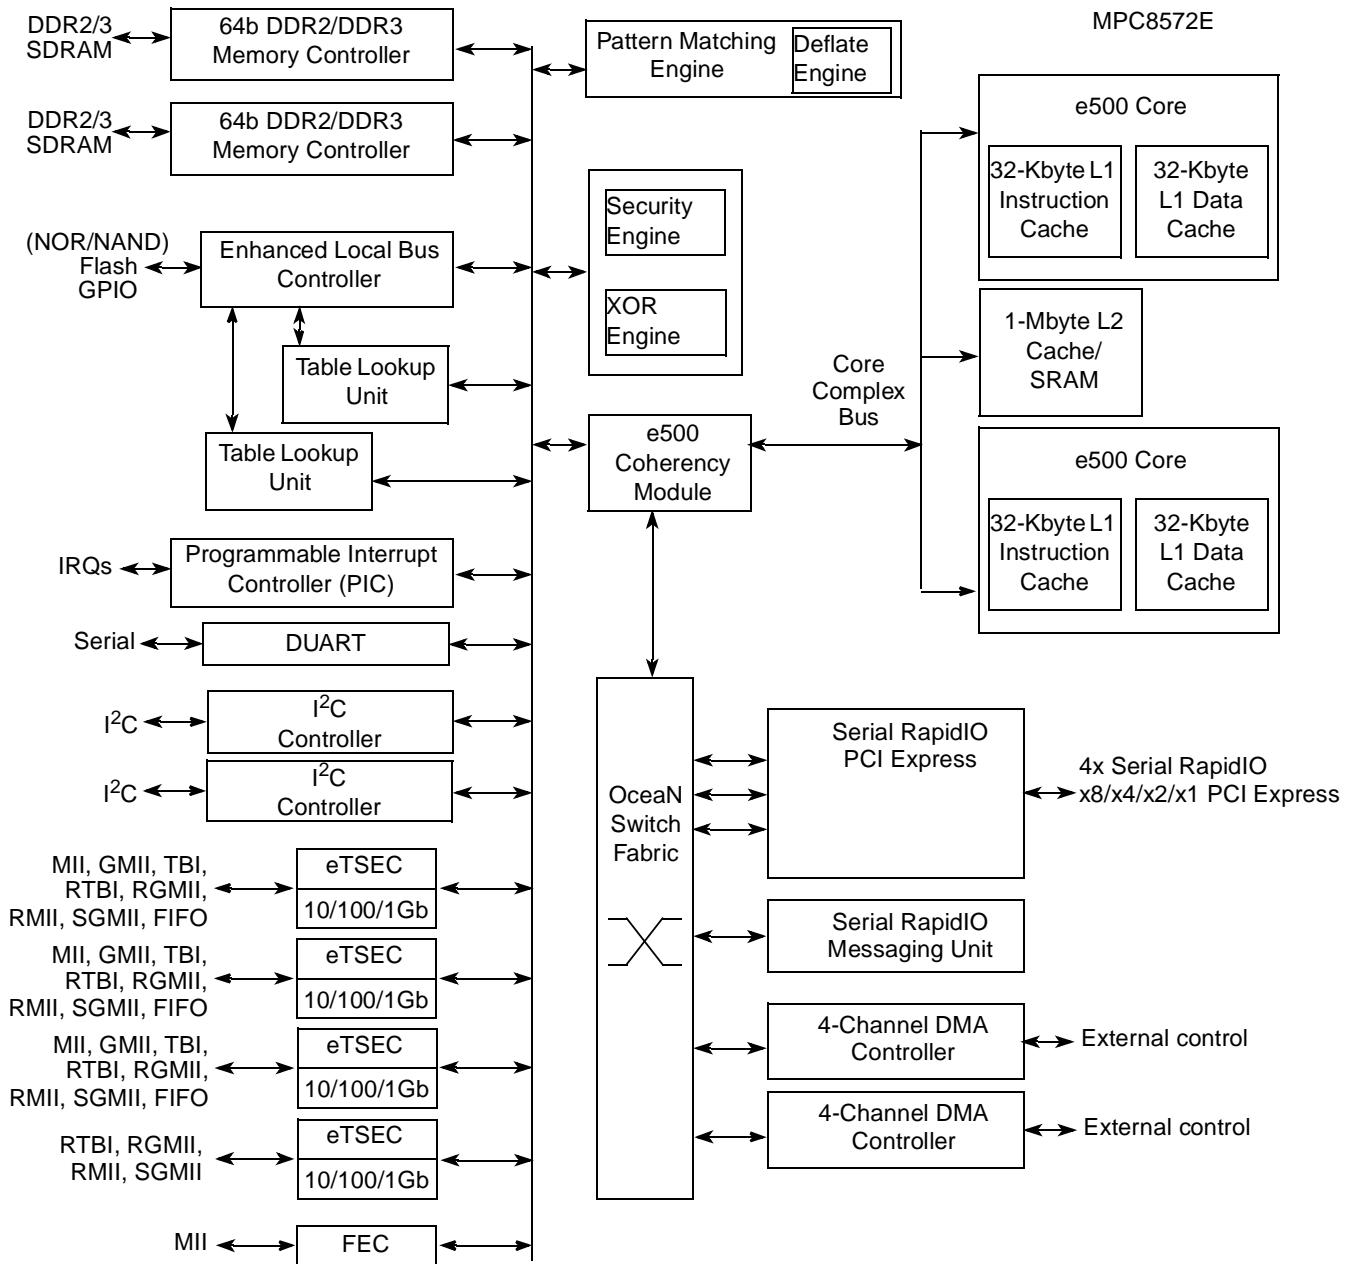 MPC8572E
DDR2/3
SDRAM
64b DDR2/DDR3
Memory Controller
Pattern Matching
Engine
Deflate
Engine
DDR2/3
SDRAM
64b DDR2/DDR3
Memory Controller
e500 Core
32-Kbyte L1
Instruction
Cache
32-Kbyte
L1 Data
Cache
Security
Engine
XOR
Engine
(NOR/NAND)
Flash
GPIO
Enhanced Local Bus
Controller
Table Lookup
Unit
Table Lookup
Unit
1-Mbyte L2
Cache/
SRAM
Core
Complex
Bus
e500
Coherency
Module
e500 Core
32-Kbyte L1
Instruction
Cache
32-Kbyte
L1 Data
Cache
IRQs
Programmable Interrupt
Controller (PIC)
Serial
DUART
I2C
I2C
Controller
I2C
I2C
Controller
OceaN
Switch
Fabric
Serial RapidIO
PCI Express
4x Serial RapidIO
x8/x4/x2/x1 PCI Express
Serial RapidIO
Messaging Unit
4-Channel DMA
Controller
External control
4-Channel DMA
Controller
External control
MII, GMII, TBI,
RTBI, RGMII,
RMII, SGMII, FIFO
eTSEC
10/100/1Gb
MII, GMII, TBI,
RTBI, RGMII,
RMII, SGMII, FIFO
eTSEC
10/100/1Gb
MII, GMII, TBI,
RTBI, RGMII,
RMII, SGMII, FIFO
eTSEC
10/100/1Gb
RTBI, RGMII,
RMII, SGMII
eTSEC
10/100/1Gb
MII
FEC